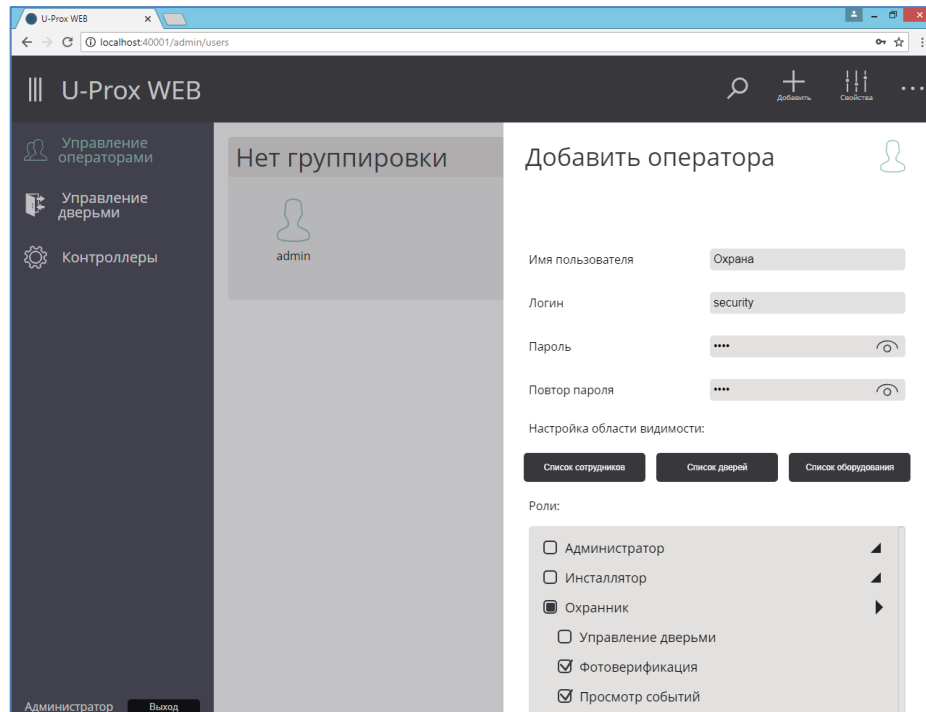 U-Prox WEB
localhost:40001/admin/users
U-Prox WEB
Добавить
Свойства
Управление
операторами
Управление
дверьми
Контроллеры
Администратор
Выход
Нет группировки
admin
Добавить оператора
Имя пользователя
Охрана
Логин
security
Пароль
••••
Повтор пароля
••••
Настройка области видимости:
Список сотрудников
Список дверей
Список оборудования
Роли:
Администратор
Инсталлятор
Охранник
Управление дверьми
Фотоверификация
Просмотр событий